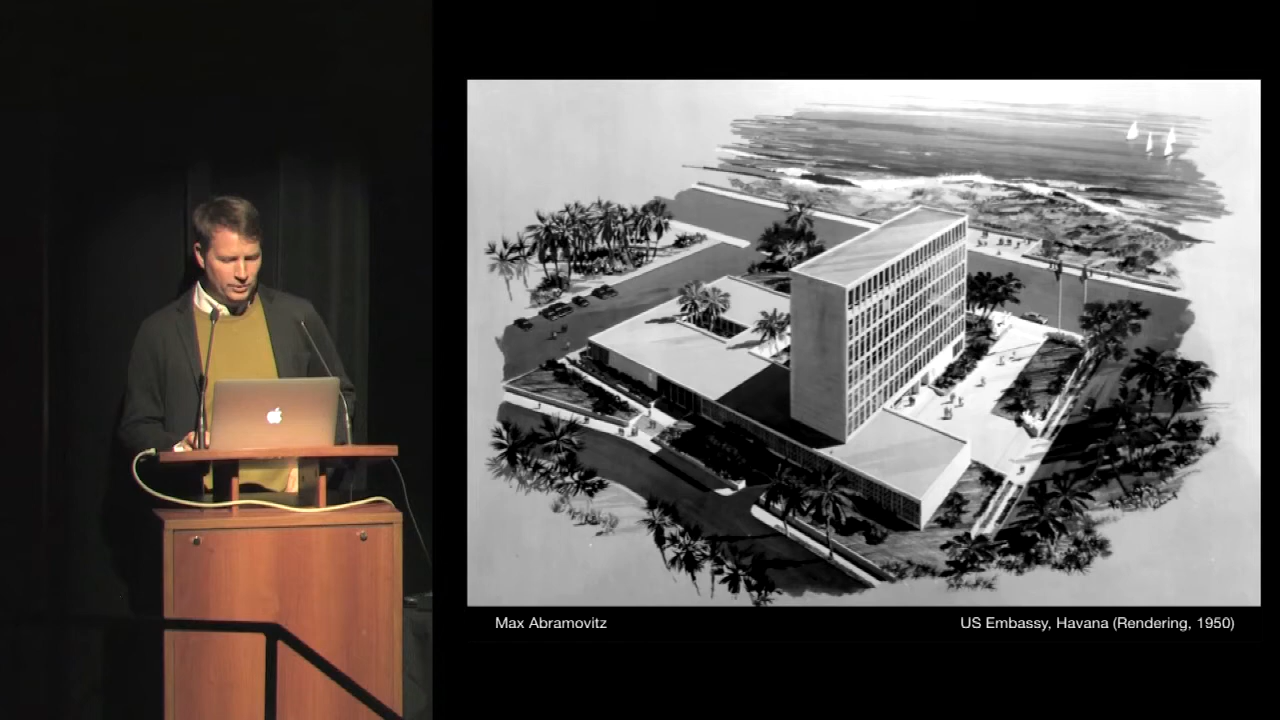 Max Abramovitz
US Embassy, Havana (Rendering, 1950)